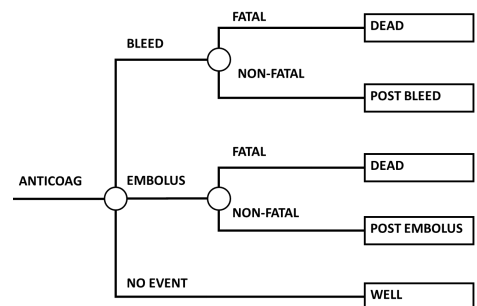 FATAL
DEAD
BLEED
NON-FATAL
POST BLEED
FATAL
DEAD
ANTICOAG
EMBOLUS
NON-FATAL
POST EMBOLUS
NO EVENT
WELL